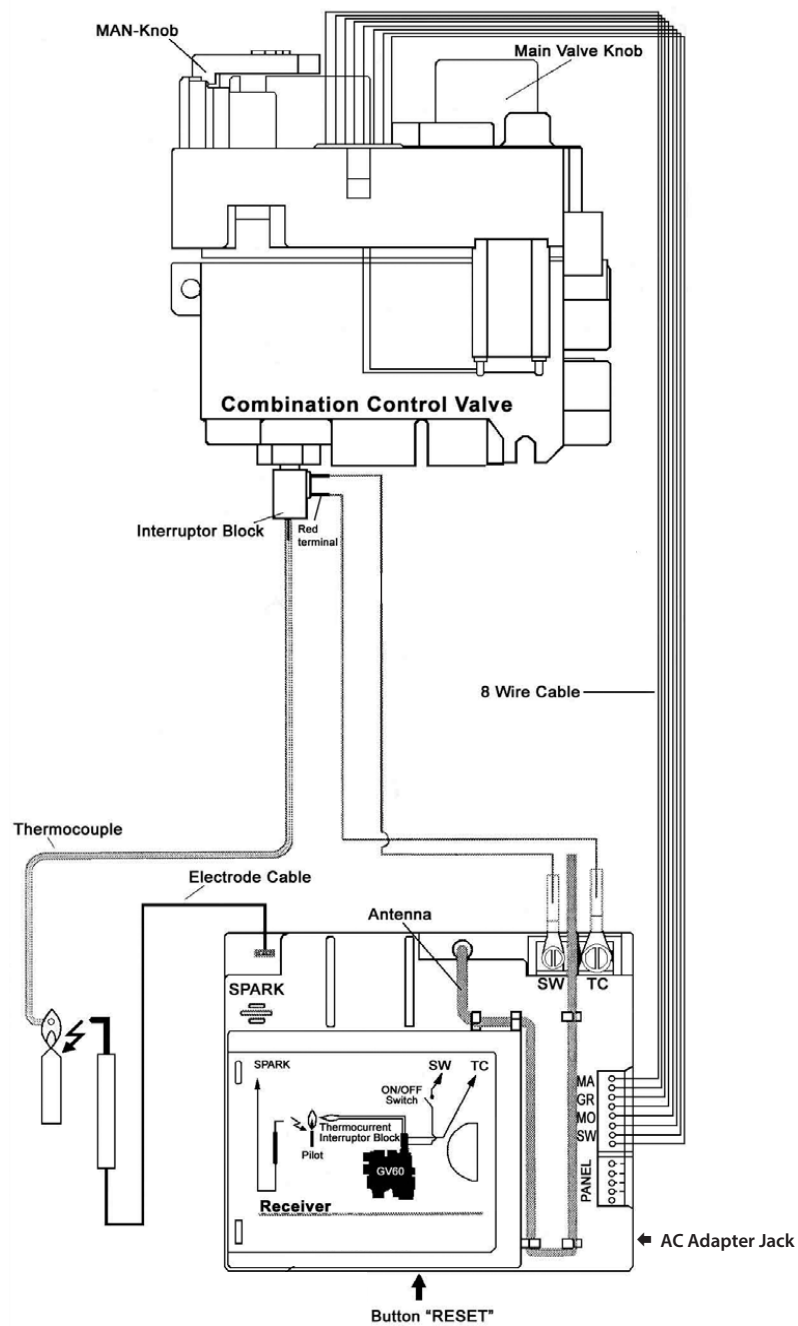 MAN-Knob
Main Valve Knob
Combination Control Valve
Interruptor Block
Red
terminal
8 Wire Cable
Thermocouple
Electrode Cable
Antenna
SPARK
SW TC
SPARK
SW TC
ON/OFF
Switch
Thermocurrent
Interruptor Block
Pilot
GV60
Receiver
MA
GR
MO
SW
PANEL
AC Adapter Jack
Button "RESET"